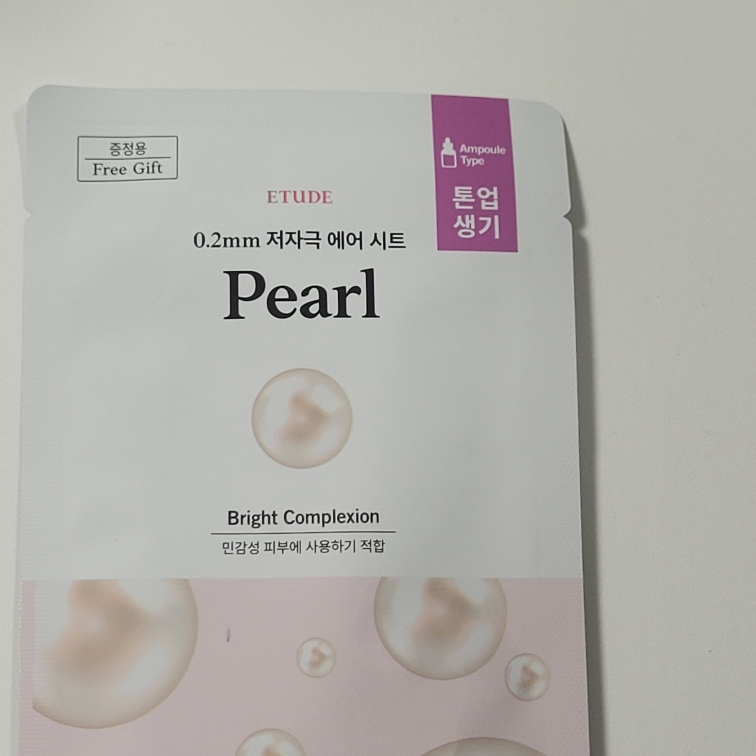 증정용
Free Gift
Ampoule
Type
톤업
생기
ETUDE
0.2mm 저자극 에어 시트
Pearl
Bright Complexion
민감성 피부에 사용하기 적합